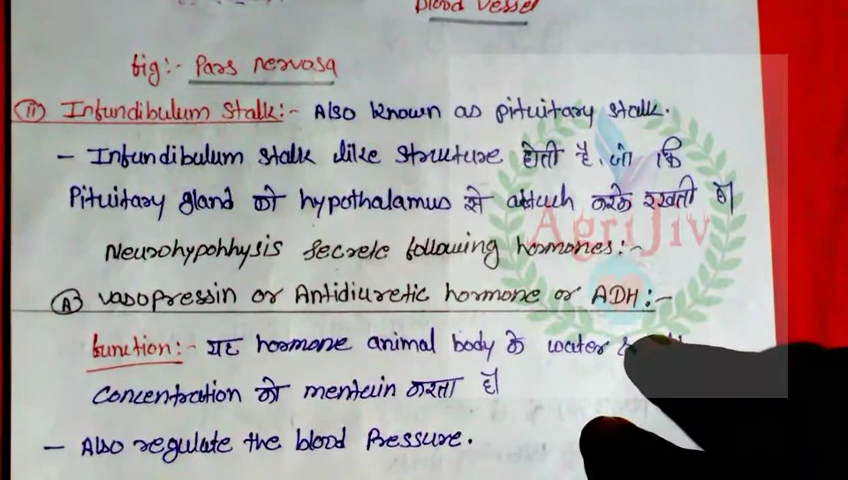 Blood vessel
fig:- Pars nervosa
(ii) Infundibulum Stalk:- Also known as pituitary stalk.
- Infundibulum stalk like structure होती है, जो कि
Pituitary gland को hypothalamus से attach करके रखती है।
AgriJiv
Neurohypohhysis secrete following hormones:-
(A) Vasopressin or Antidiuretic hormone or ADH:-
function:- यह hormone animal body के water &
concentration को mentain करता है।
- Also regulate the blood Pressure.